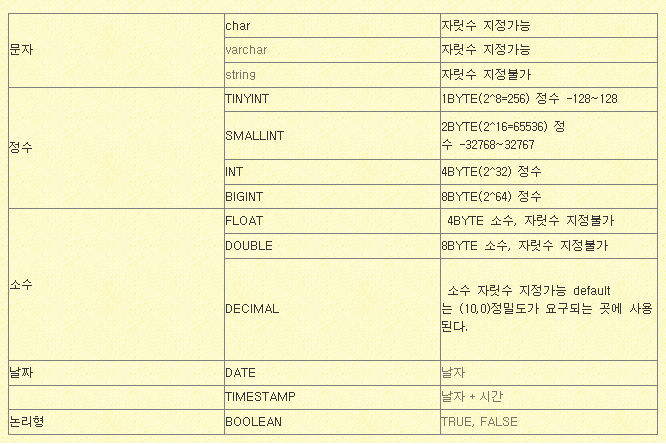 문자
char
자릿수 지정가능
varchar
자릿수 지정가능
string
자릿수 지정불가
정수
TINYINT
1BYTE(2^8=256) 정수 -128~128
SMALLINT
2BYTE(2^16=65536) 정
수 -32768~32767
INT
4BYTE(2^32) 정수
BIGINT
8BYTE(2^64) 정수
소수
FLOAT
4BYTE 소수, 자릿수 지정불가
DOUBLE
8BYTE 소수, 자릿수 지정불가
DECIMAL
소수 자릿수 지정가능 default
는 (10,0)정밀도가 요구되는 곳에 사용
된다.
날짜
DATE
날자
TIMESTAMP
날자 + 시간
논리형
BOOLEAN
TRUE, FALSE